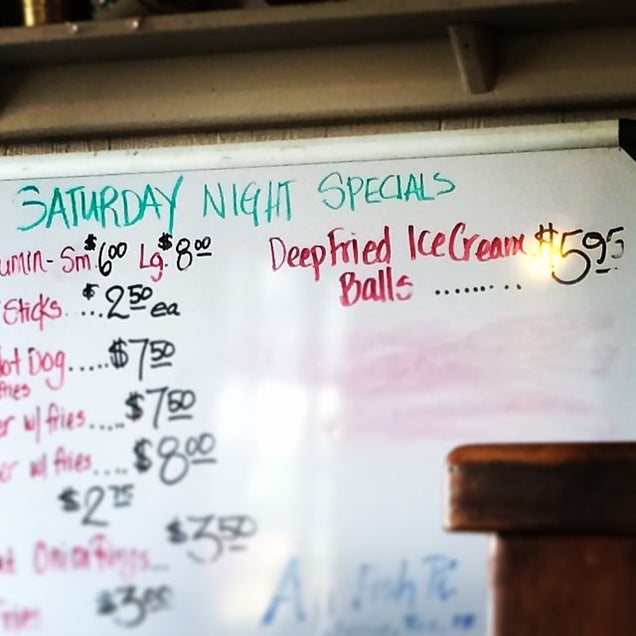 SATURDAY NIGHT SPECIALS
umin - Sm. $6.00 Lg. $8.00
Sticks.... $2.50 ea
ot Dog..... $7.50
fries
er w/ fries..... $7.50
er w/ fries.... $8.00
$2.75
$3.50
Onion Rings...
Fries $3.00
Deep Fried Ice Cream $5.95
Balls ........
A